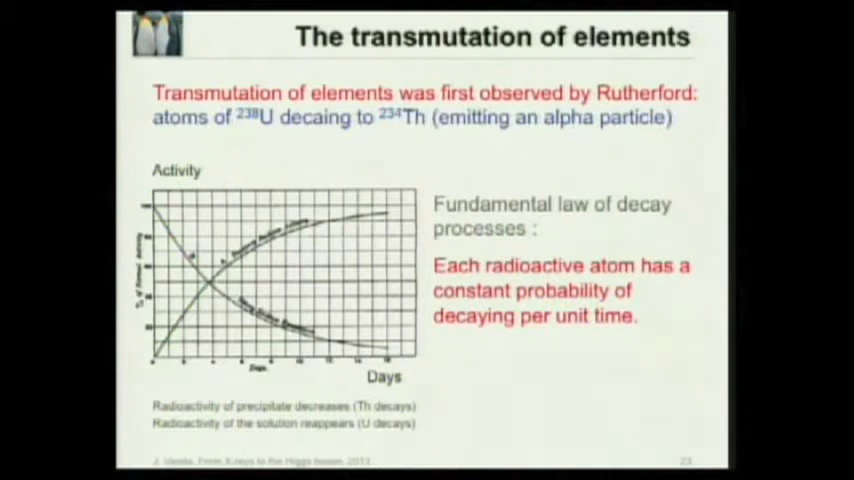 The transmutation of elements
Transmutation of elements was first observed by Rutherford:
atoms of ²³⁸U decaing to ²³⁴Th (emitting an alpha particle)
Activity
Fundamental law of decay
processes :
Each radioactive atom has a
constant probability of
decaying per unit time.
Days
Days
Radioactivity of precipitate decreases (Th decays)
Radioactivity of the solution reappears (U decays)
From X-rays to the Higgs boson, 2013
23